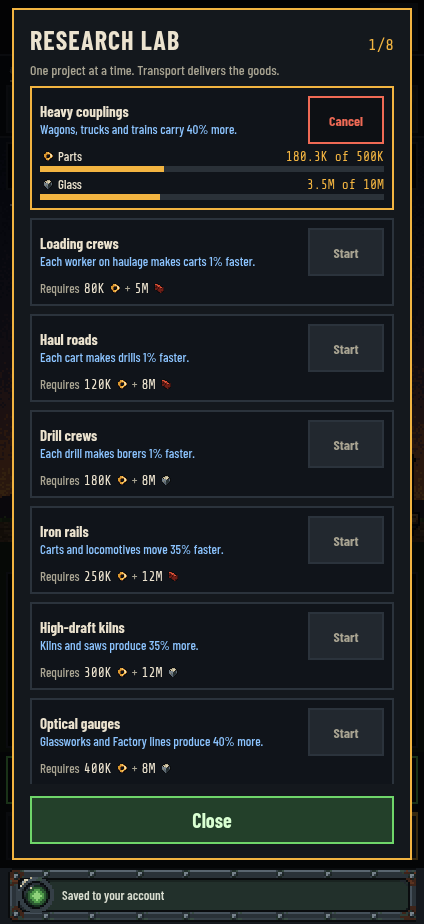 RESEARCH LAB
1/8
One project at a time. Transport delivers the goods.
Heavy couplings
Wagons, trucks and trains carry 40% more.
Cancel
Parts 180.3K of 500K
Glass 3.5M of 10M
Loading crews
Each worker on haulage makes carts 1% faster.
Start
Requires 80K + 5M
Haul roads
Each cart makes drills 1% faster.
Start
Requires 120K + 8M
Drill crews
Each drill makes borers 1% faster.
Start
Requires 180K + 8M
Iron rails
Carts and locomotives move 35% faster.
Start
Requires 250K + 12M
High-draft kilns
Kilns and saws produce 35% more.
Start
Requires 300K + 12M
Optical gauges
Glassworks and Factory lines produce 40% more.
Start
Requires 400K + 8M
Close
Saved to your account